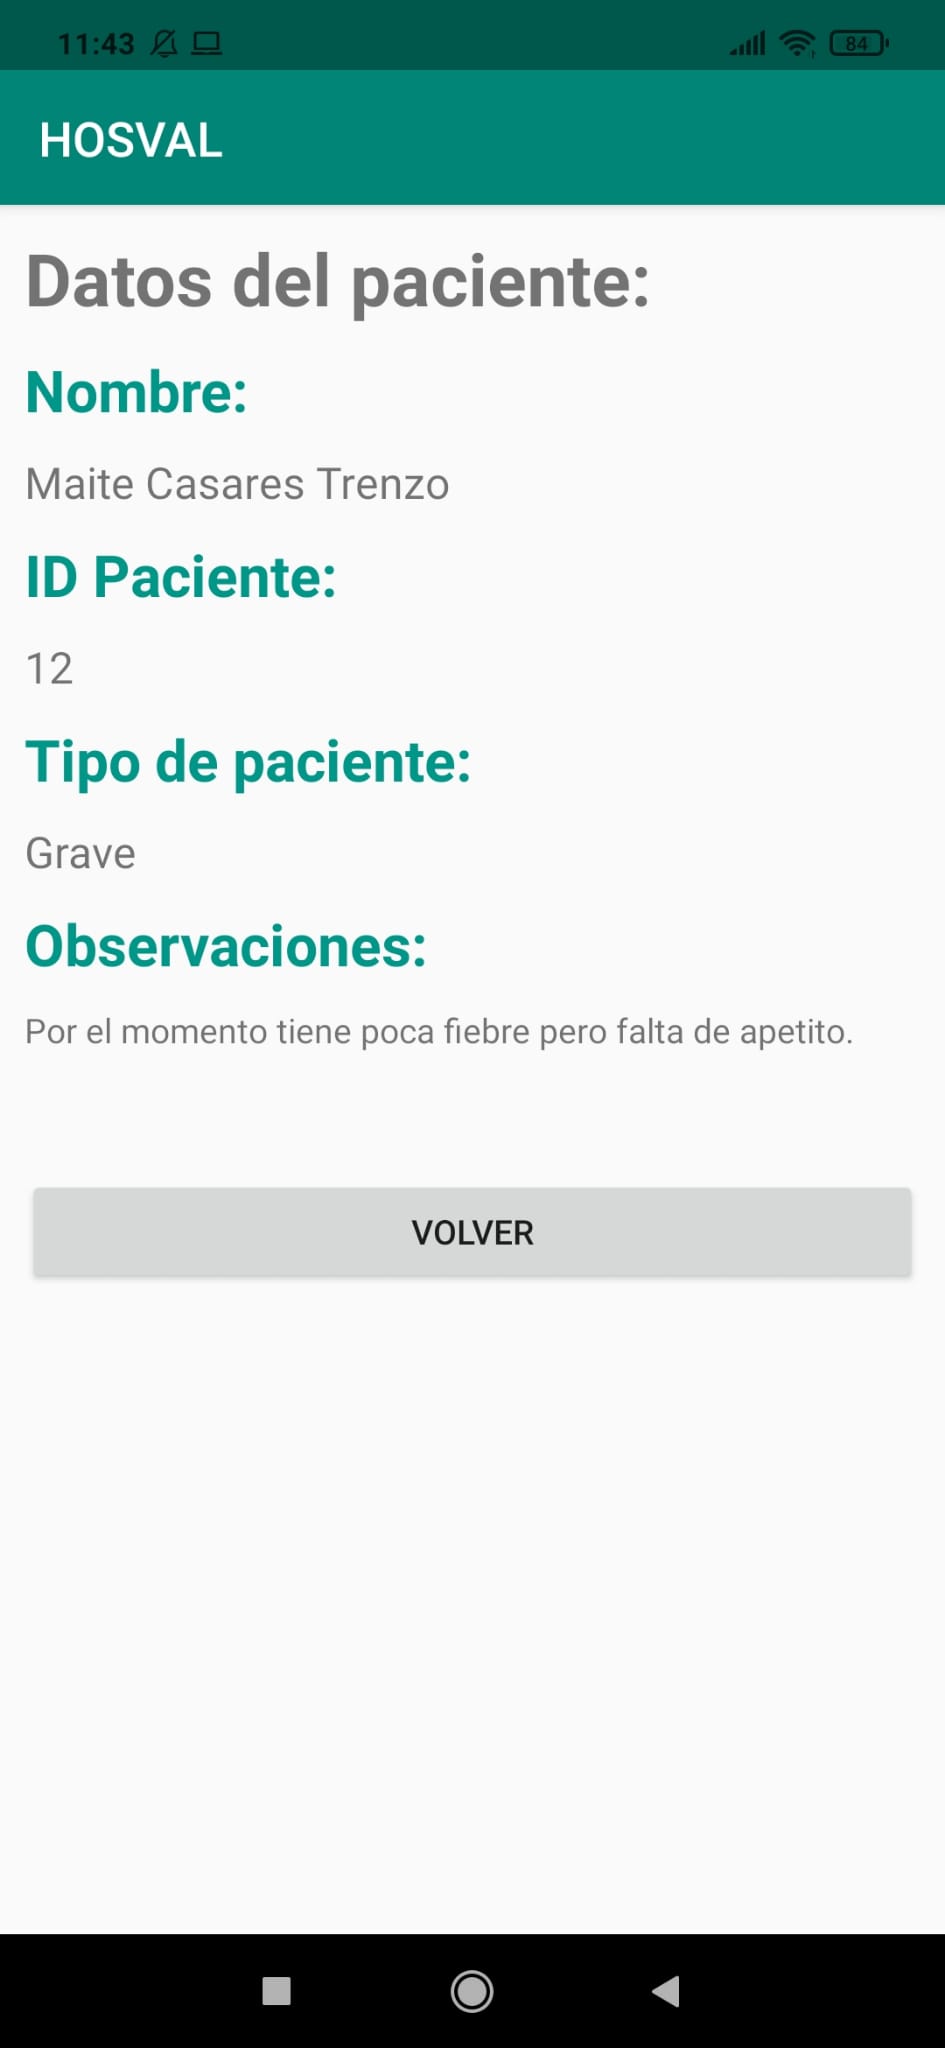 11:43
84
HOSVAL
Datos del paciente:
Nombre:
Maite Casares Trenzo
ID Paciente:
12
Tipo de paciente:
Grave
Observaciones:
Por el momento tiene poca fiebre pero falta de apetito.
VOLVER